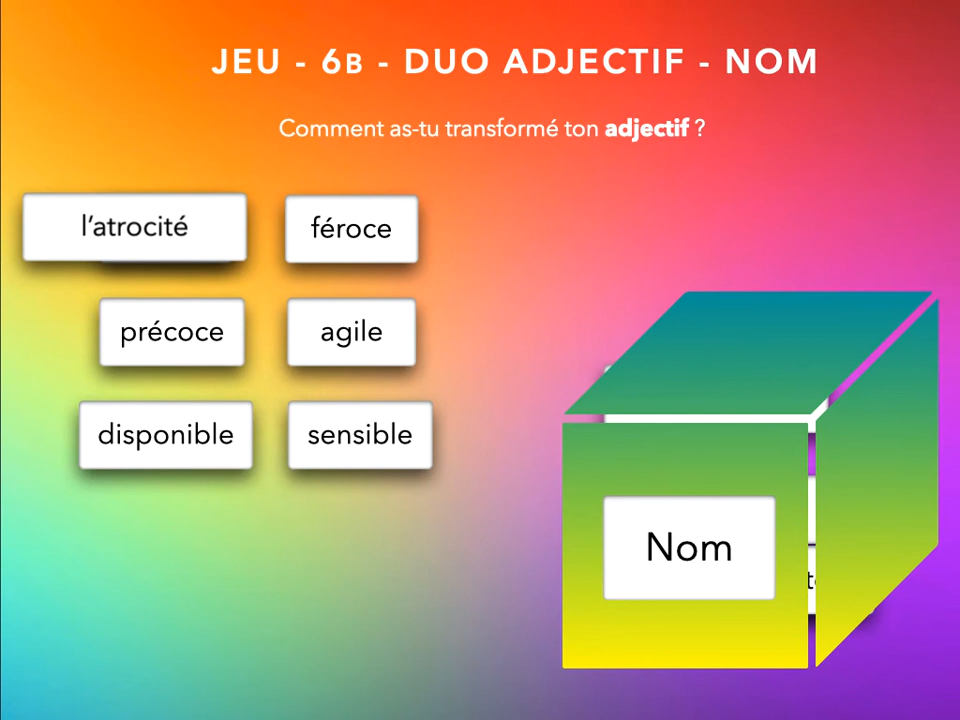 JEU - 6B - DUO ADJECTIF - NOM
Comment as-tu transformé ton adjectif ?
l’atrocité
féroce
précoce
agile
disponible
sensible
Nom